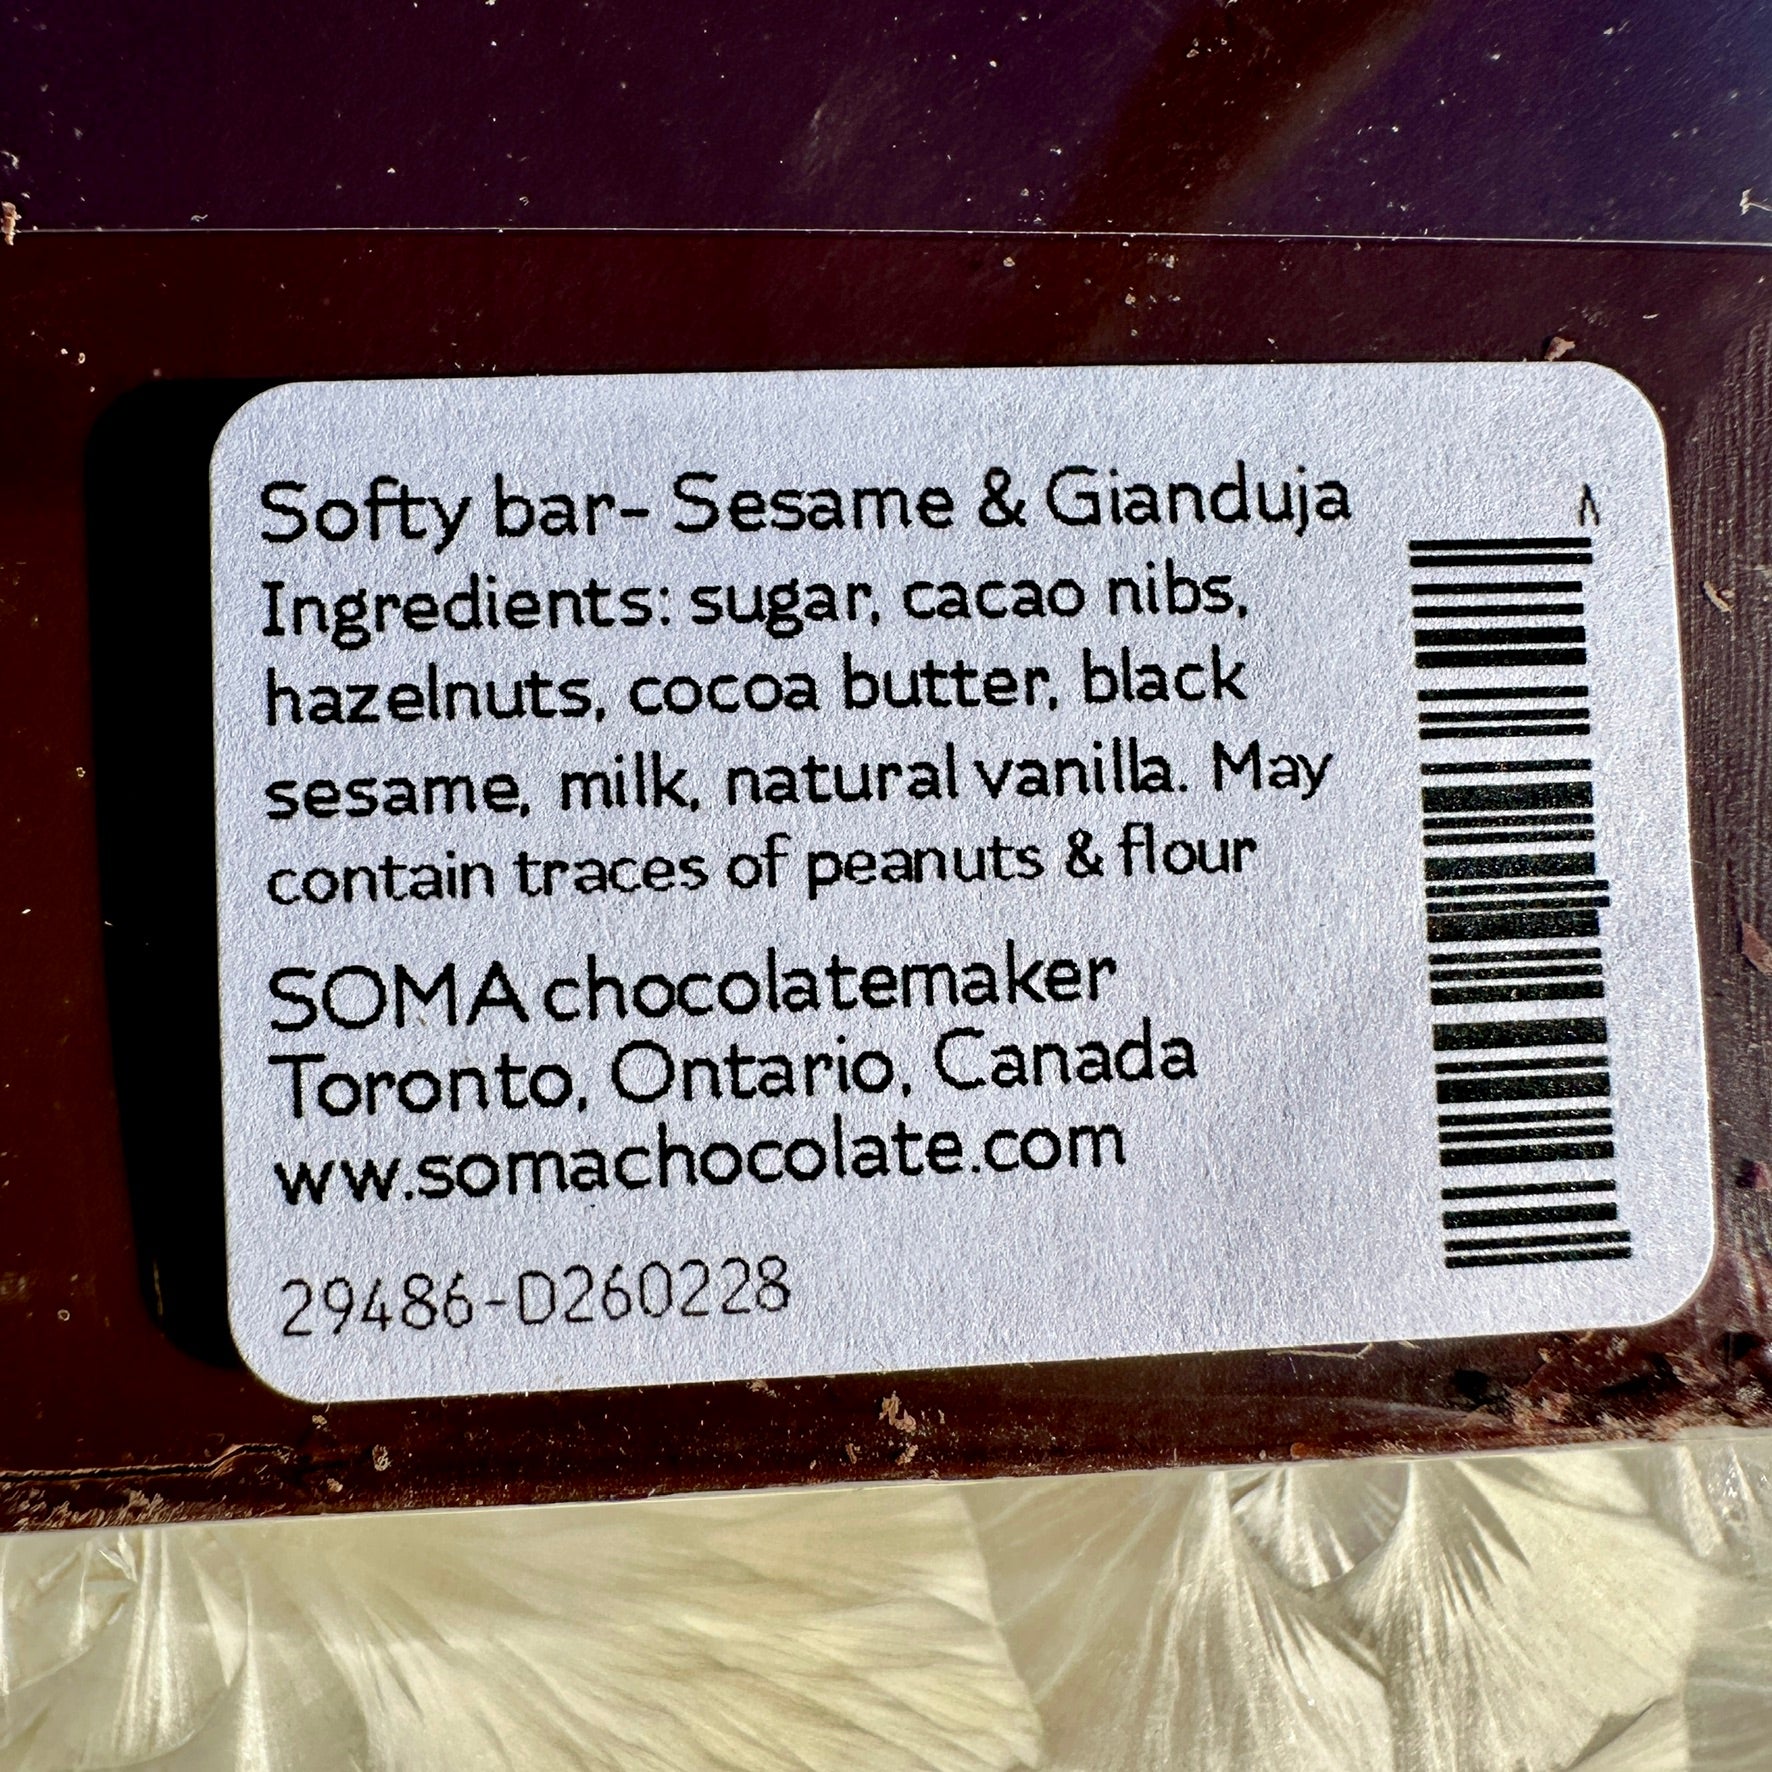 Softy bar- Sesame & Gianduja
Ingredients: sugar, cacao nibs,
hazelnuts, cocoa butter, black
sesame, milk, natural vanilla. May
contain traces of peanuts & flour
SOMA chocolatemaker
Toronto, Ontario, Canada
ww.somachocolate.com
29486-D260228